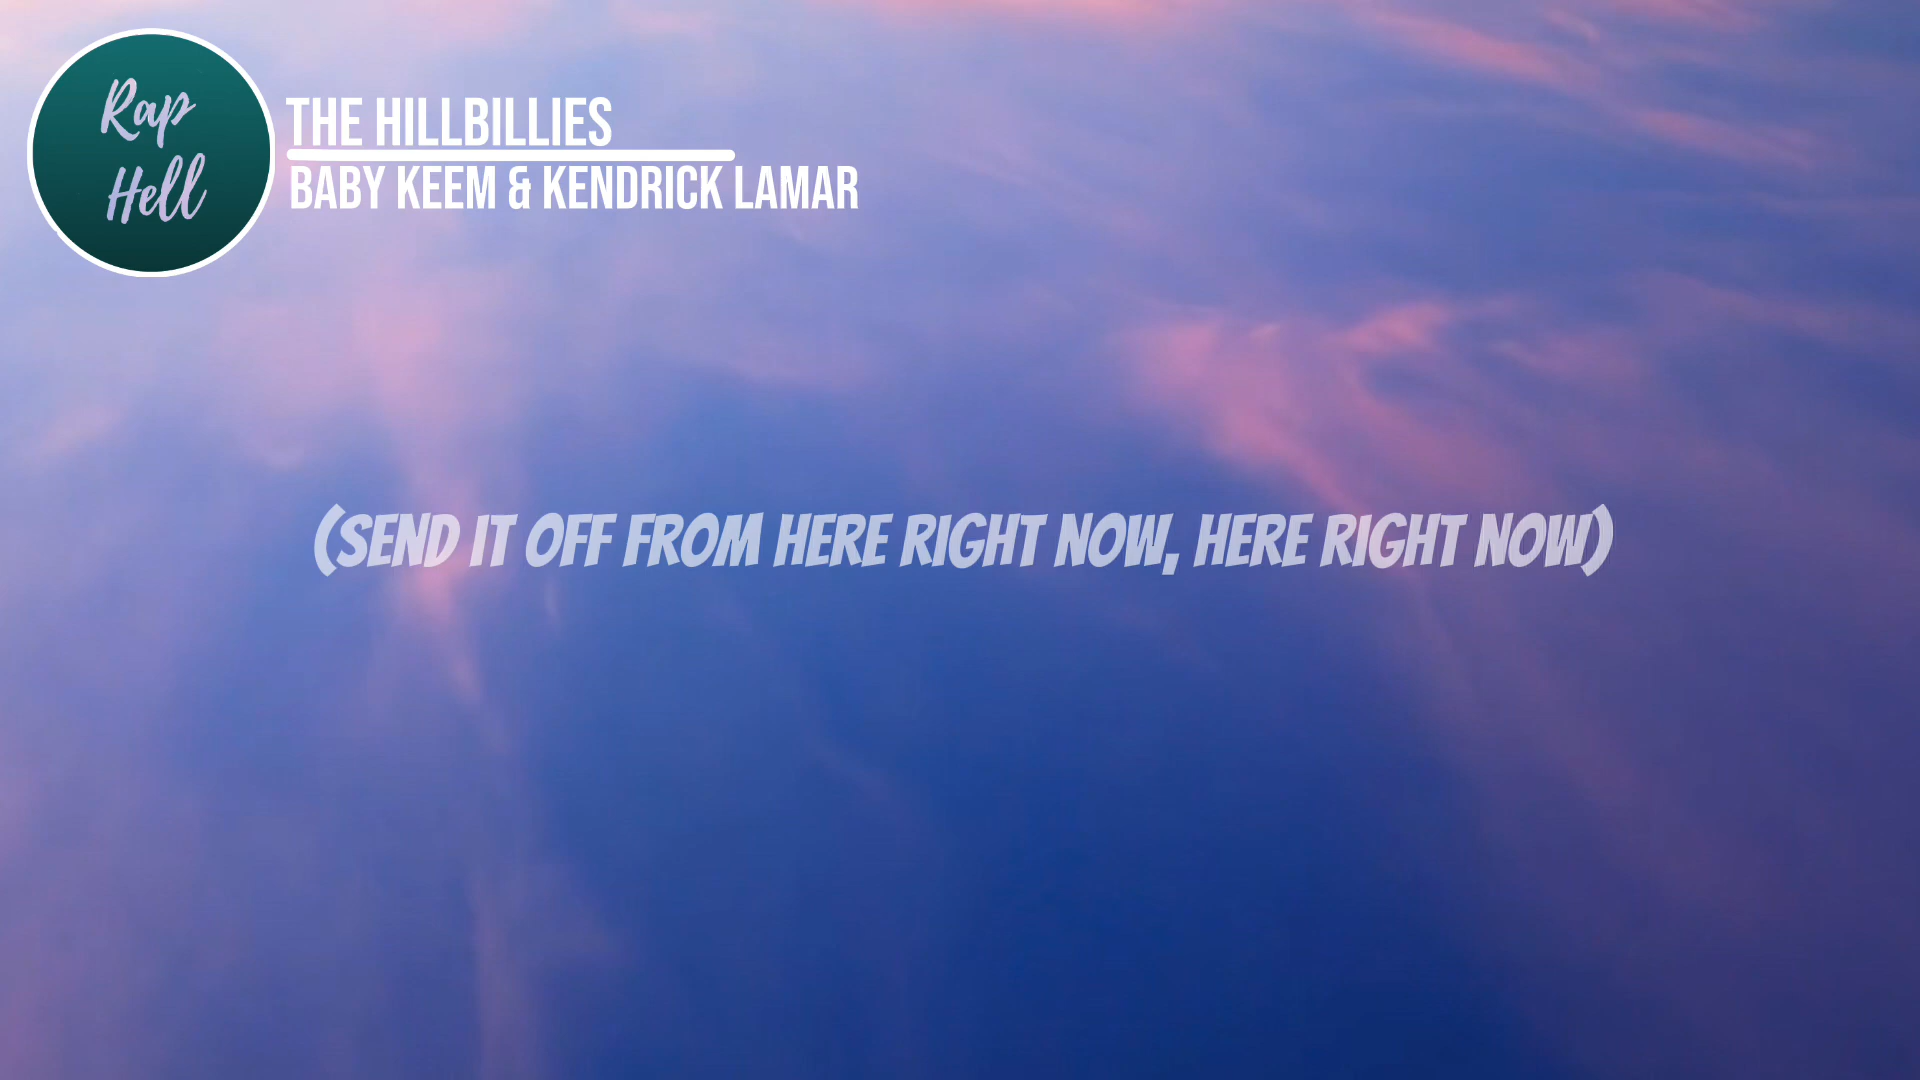 Rap
Hell
THE HILLBILLIES
BABY KEEM & KENDRICK LAMAR
(SEND IT OFF FROM HERE RIGHT NOW, HERE RIGHT NOW)